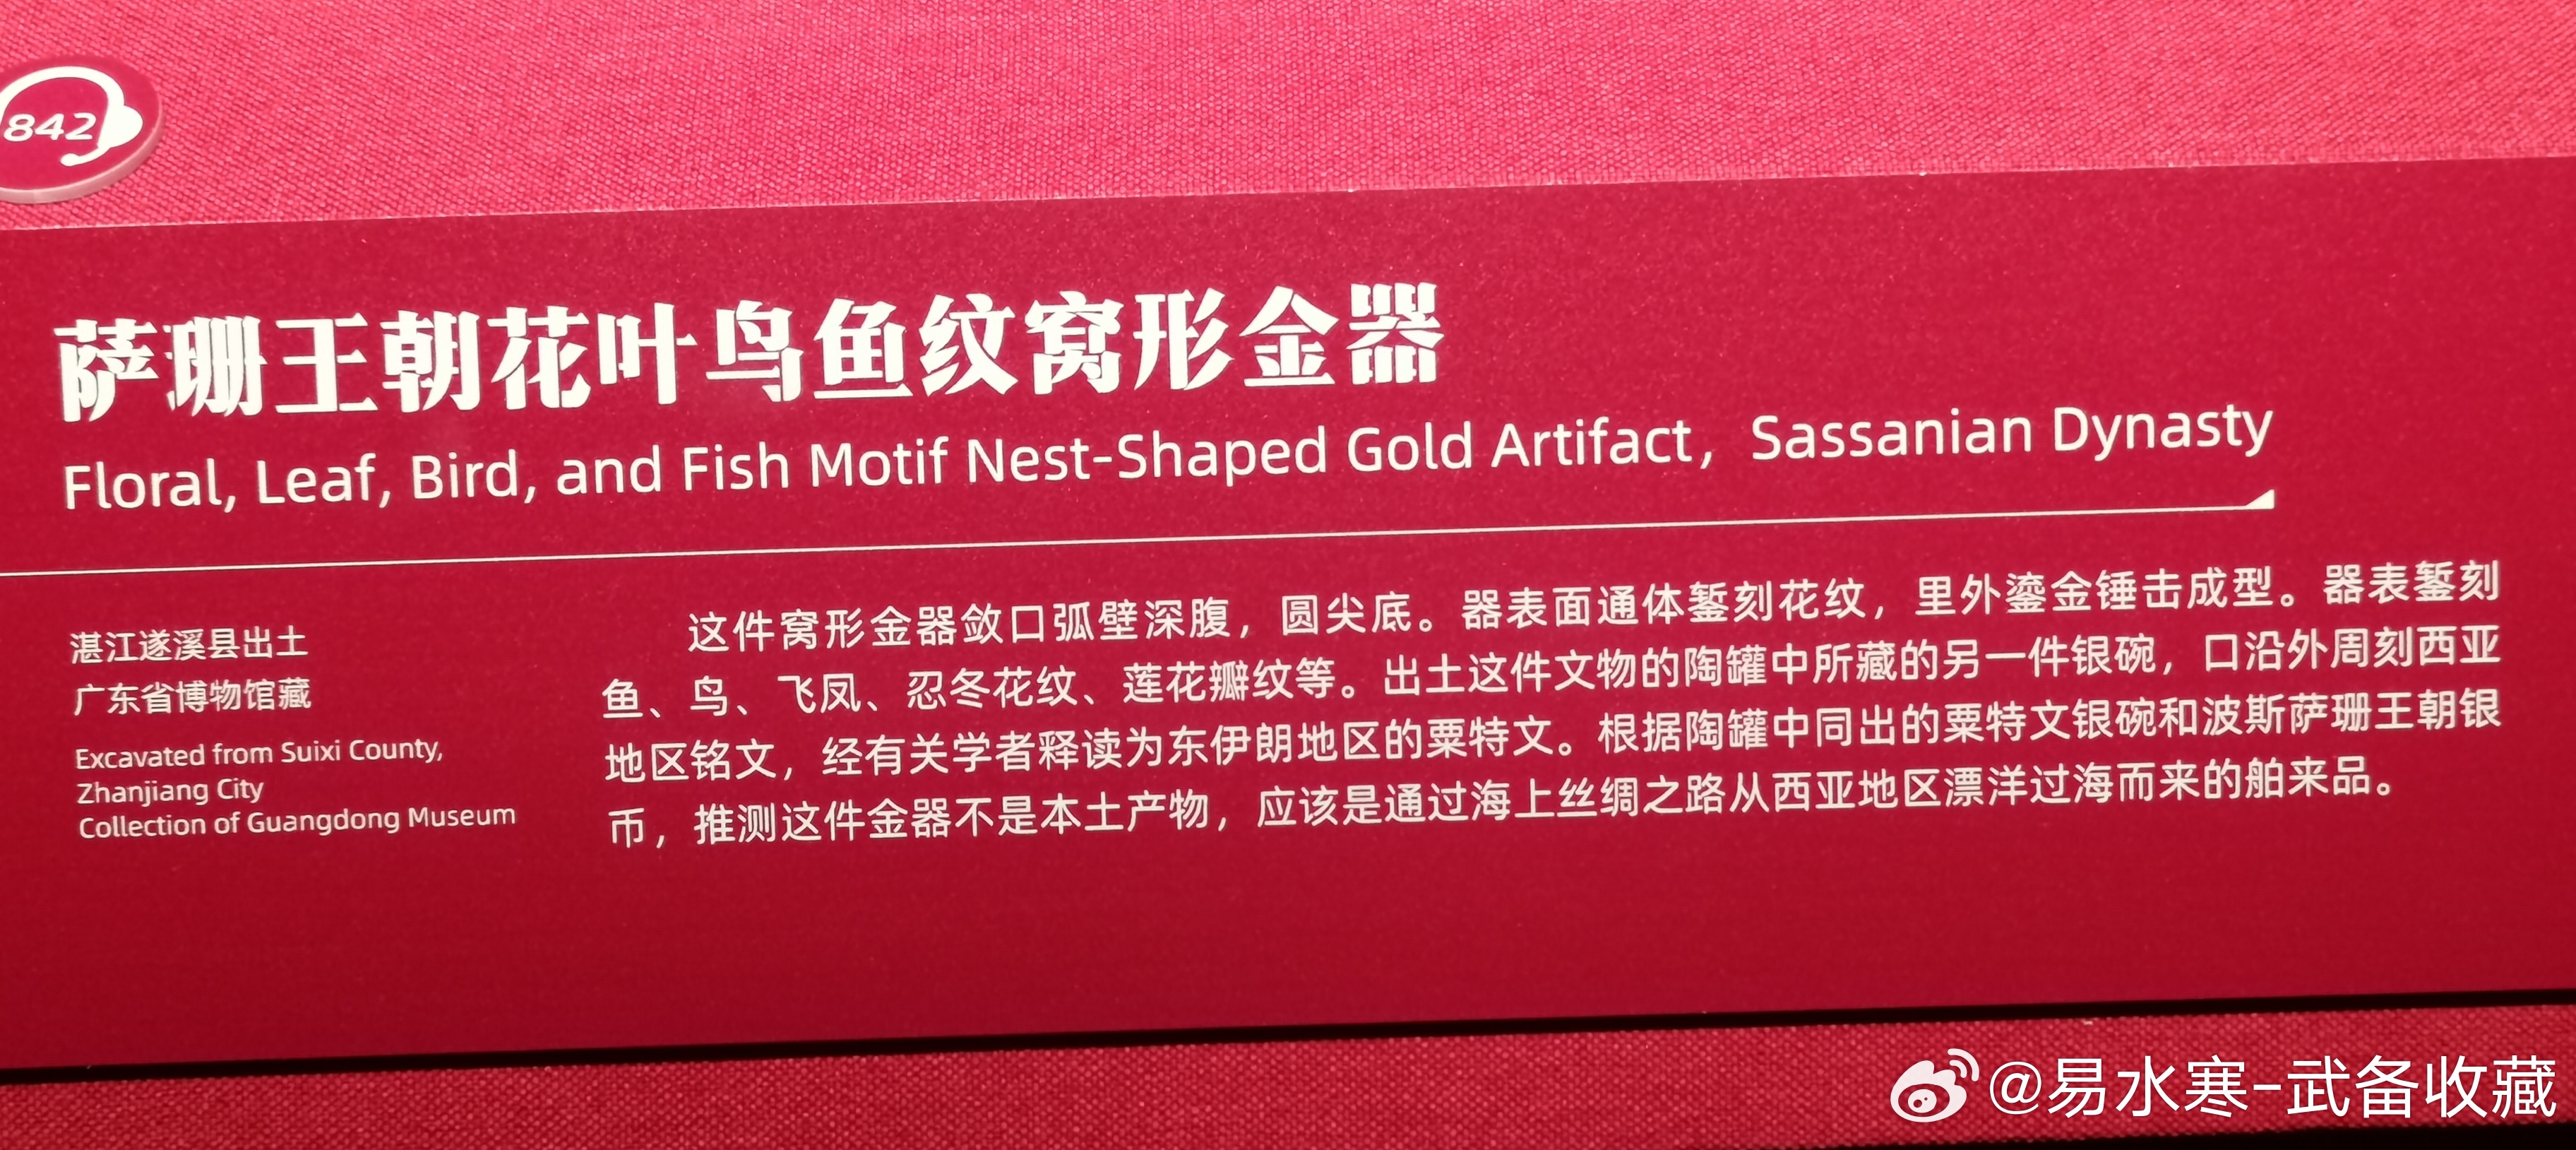 842
萨珊王朝花叶鸟鱼纹窝形金器
Floral, Leaf, Bird, and Fish Motif Nest-Shaped Gold Artifact, Sassanian Dynasty
湛江遂溪县出土
广东省博物馆藏
Excavated from Suixi County,
Zhanjiang City
Collection of Guangdong Museum
这件窝形金器敛口弧壁深腹，圆尖底。器表面通体錾刻花纹，里外鎏金锤击成型。器表錾刻
鱼、鸟、飞凤、忍冬花纹、莲花瓣纹等。出土这件文物的陶罐中所藏的另一件银碗，口沿外周刻西亚
地区铭文，经有关学者释读为东伊朗地区的粟特文。根据陶罐中同出的粟特文银碗和波斯萨珊王朝银
币，推测这件金器不是本土产物，应该是通过海上丝绸之路从西亚地区漂洋过海而来的舶来品。
@易水寒-武备收藏